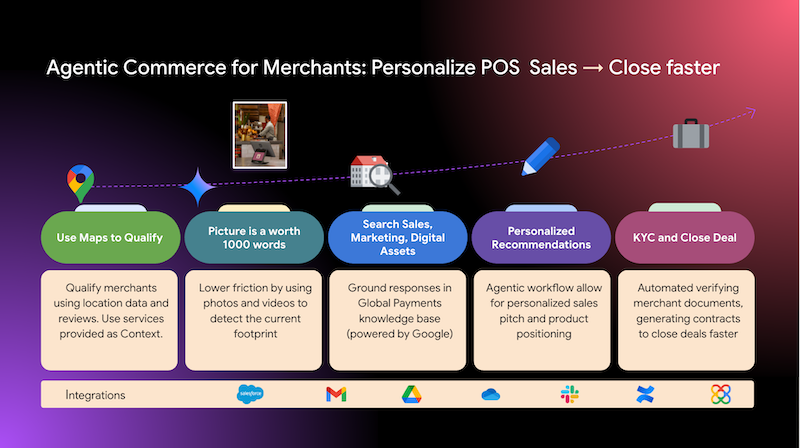 Agentic Commerce for Merchants: Personalize POS  Sales → Close faster
Use Maps to Qualify
Picture is a worth
1000 words
Search Sales,
Marketing, Digital
Assets
Personalized
Recommendations
KYC and Close Deal
Qualify merchants
using location data and
reviews. Use services
provided as Context.
Lower friction by using
photos and videos to
detect the current
footprint
Ground responses in
Global Payments
knowledge base
(powered by Google)
Agentic workflow allow
for personalized sales
pitch and product
positioning
Automated verifying
merchant documents,
generating contracts
to close deals faster
Integrations
salesforce